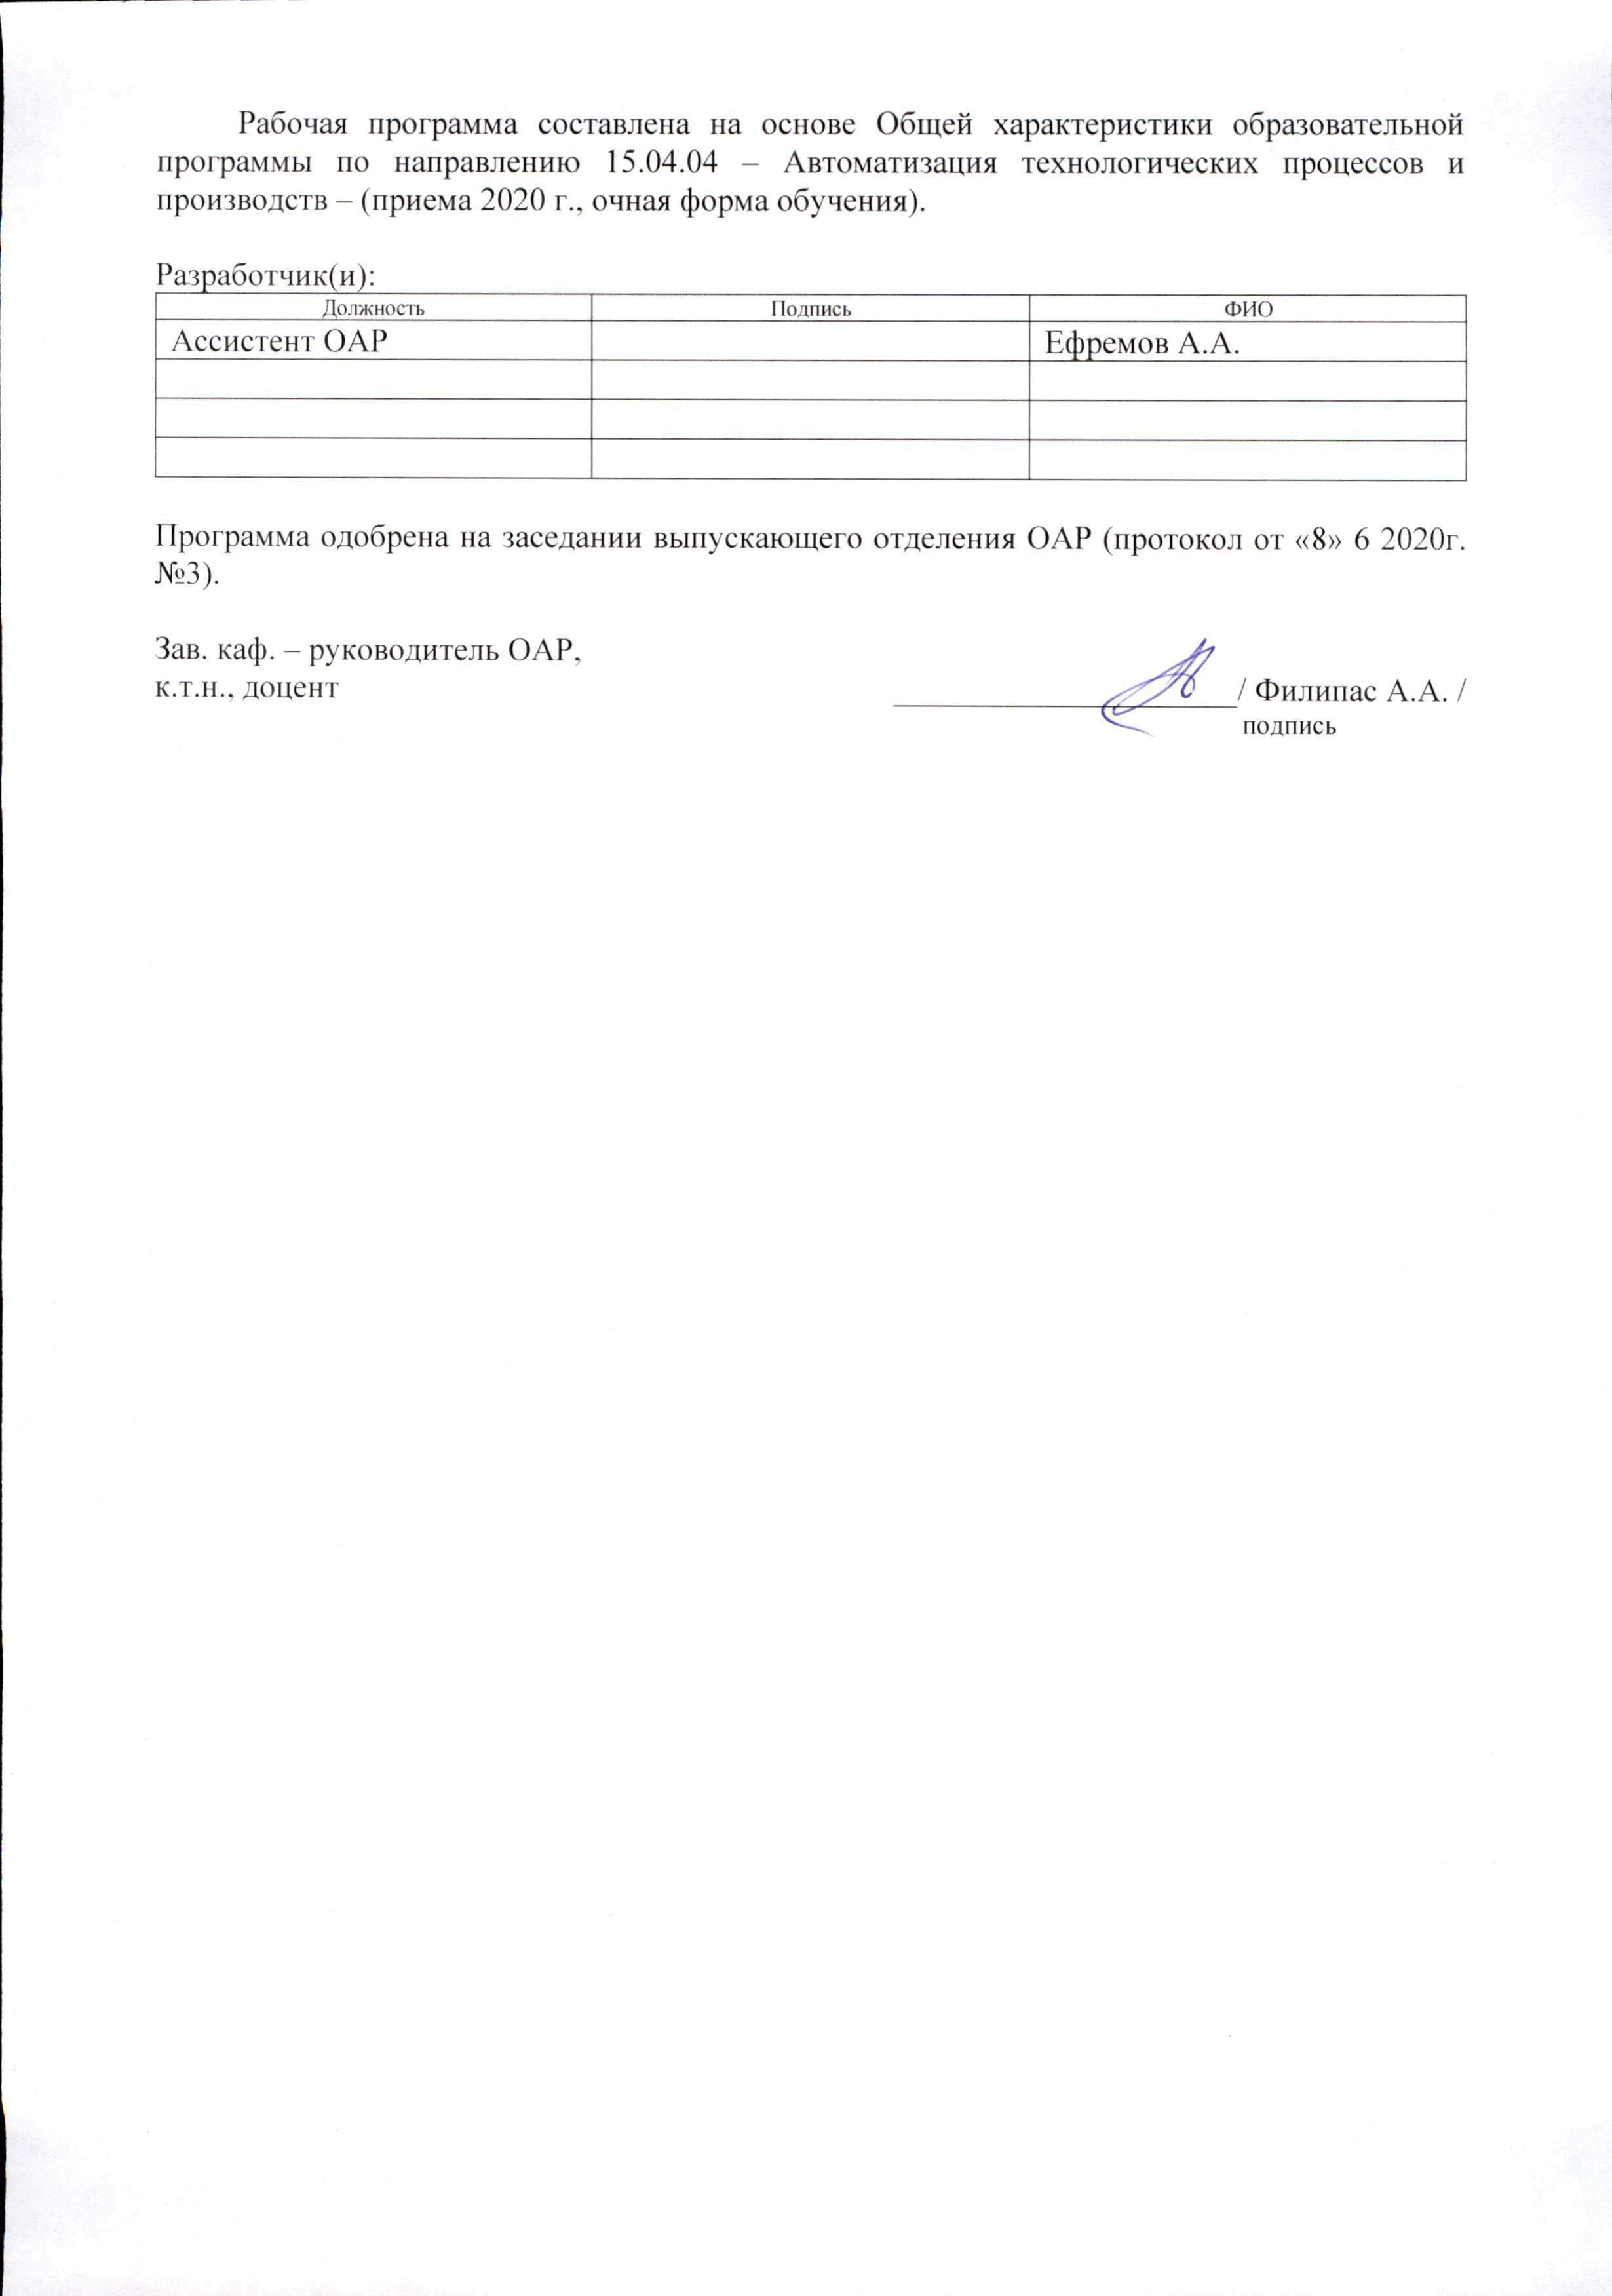 Рабочая программа составлена на основе Общей характеристики образовательной
программы по направлению 15.04.04 – Автоматизация технологических процессов и
производств – (приема 2020 г., очная форма обучения).
Разработчик(и):
Должность Подпись ФИО
Ассистент ОАР Ефремов А.А.
Программа одобрена на заседании выпускающего отделения ОАР (протокол от «8» 6 2020г.
№3).
Зав. каф. – руководитель ОАР,
к.т.н., доцент / Филипас А.А. /
подпись